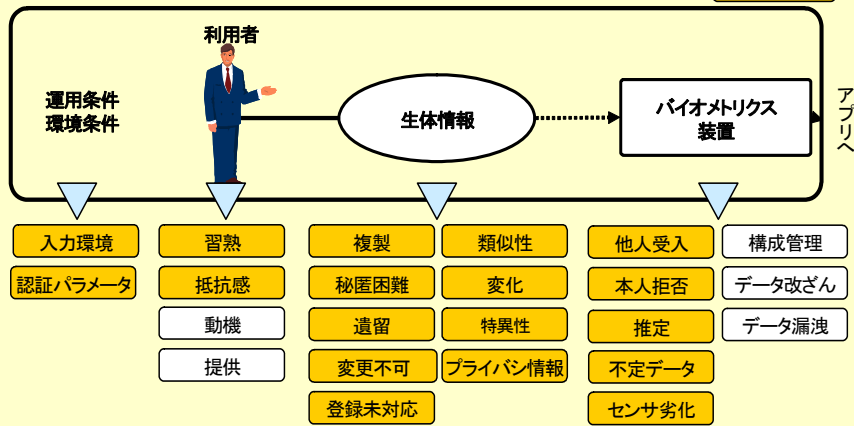 利用者
運用条件
環境条件
生体情報
バイオメトリクス
装置
アプリへ
入力環境
認証パラメータ
習熟
抵抗感
動機
提供
複製
秘匿困難
遺留
変更不可
登録未対応
類似性
変化
特異性
プライバシ情報
他人受入
本人拒否
推定
不定データ
センサ劣化
構成管理
データ改ざん
データ漏洩